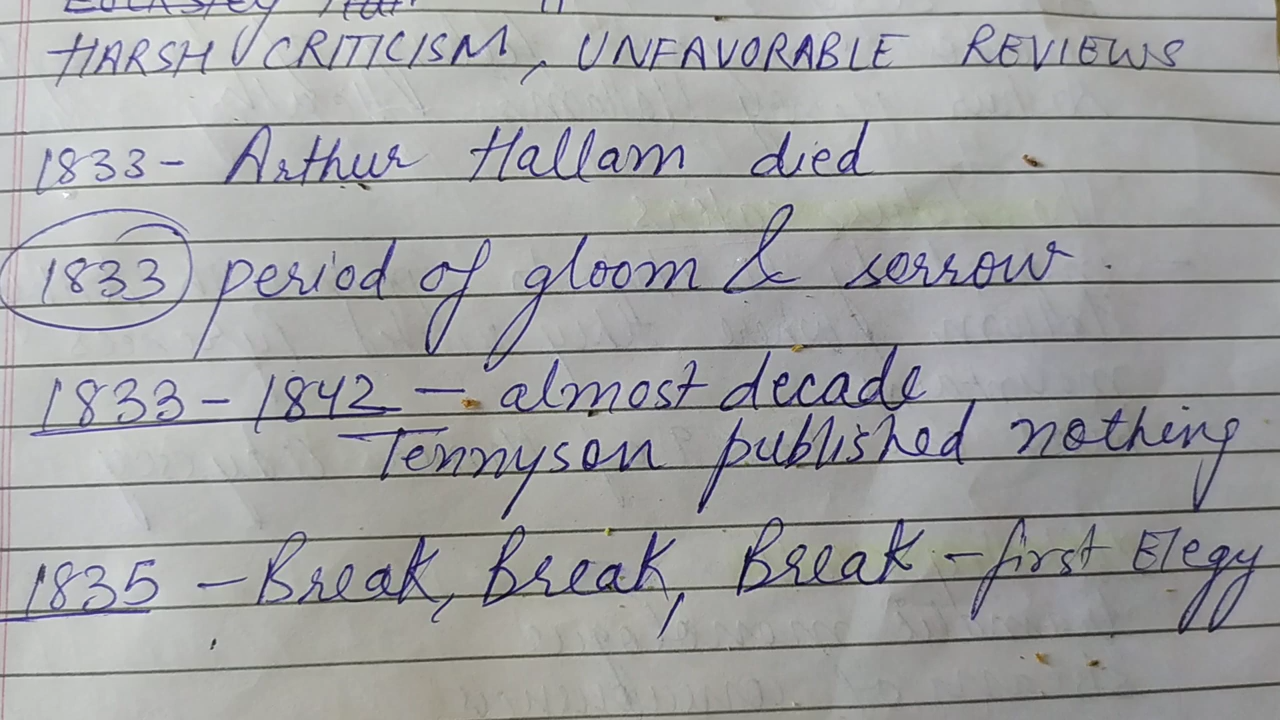 HARSH CRITICISM, UNFAVORABLE REVIEWS
1833 - Arthur Hallam died
1833 period of gloom & sorrow.
1833 - 1842 - almost decade
Tennyson published nothing
1835 - Break, Break, Break - first Elegy